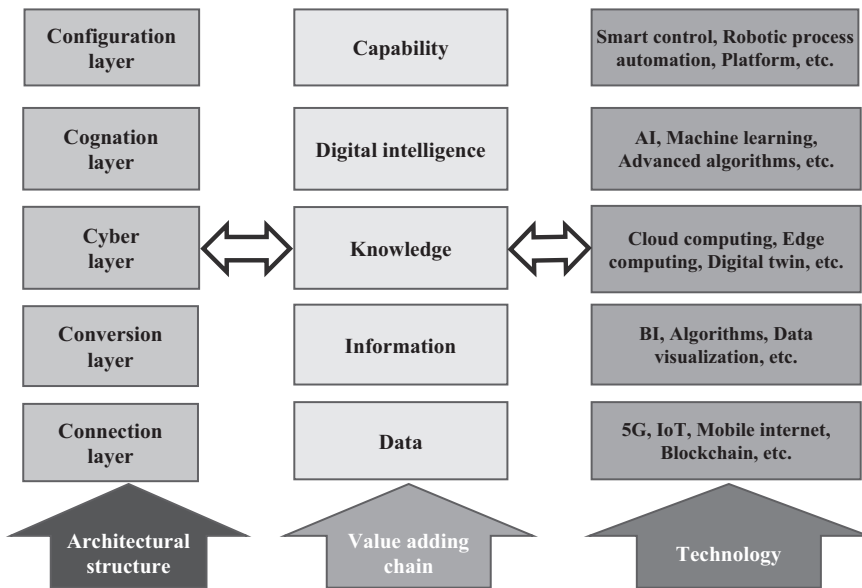 Configuration
layer
Capability
Smart control, Robotic process
automation, Platform, etc.
Cognation
layer
Digital intelligence
AI, Machine learning,
Advanced algorithms, etc.
Cyber
layer
Knowledge
Cloud computing, Edge
computing, Digital twin, etc.
Conversion
layer
Information
BI, Algorithms, Data
visualization, etc.
Connection
layer
Data
5G, IoT, Mobile internet,
Blockchain, etc.
Architectural
structure
Value adding
chain
Technology